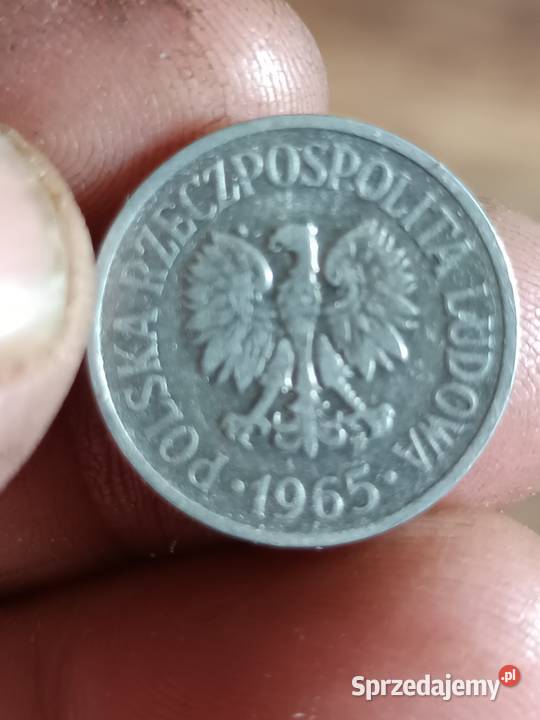 POLSKA RZECZPOSPOLITA LUDOWA
· 1965 ·
Sprzedajemy.pl